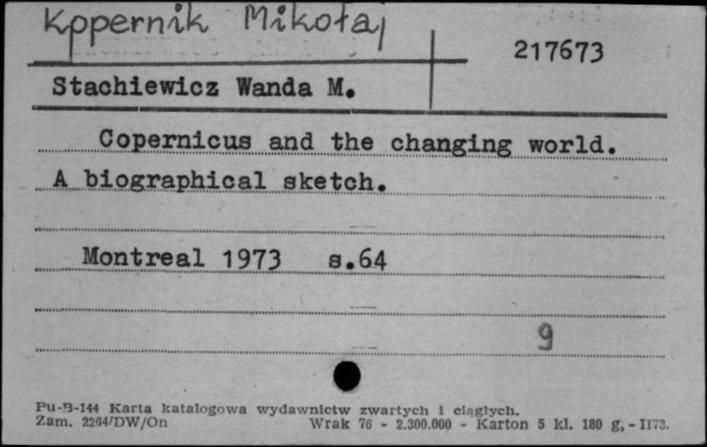 Kopernik Mikołaj
217673
Stachiewicz Wanda M.
Copernicus and the changing world.
A biographical sketch.
Montreal 1973 s.64
9
Pu-B-144 Karta katalogowa wydawnictw zwartych i ciągłych.
Zam. 2264/DW/On Wrak 76 - 2.300.000 - Karton 5 kl. 180 g, - II73.